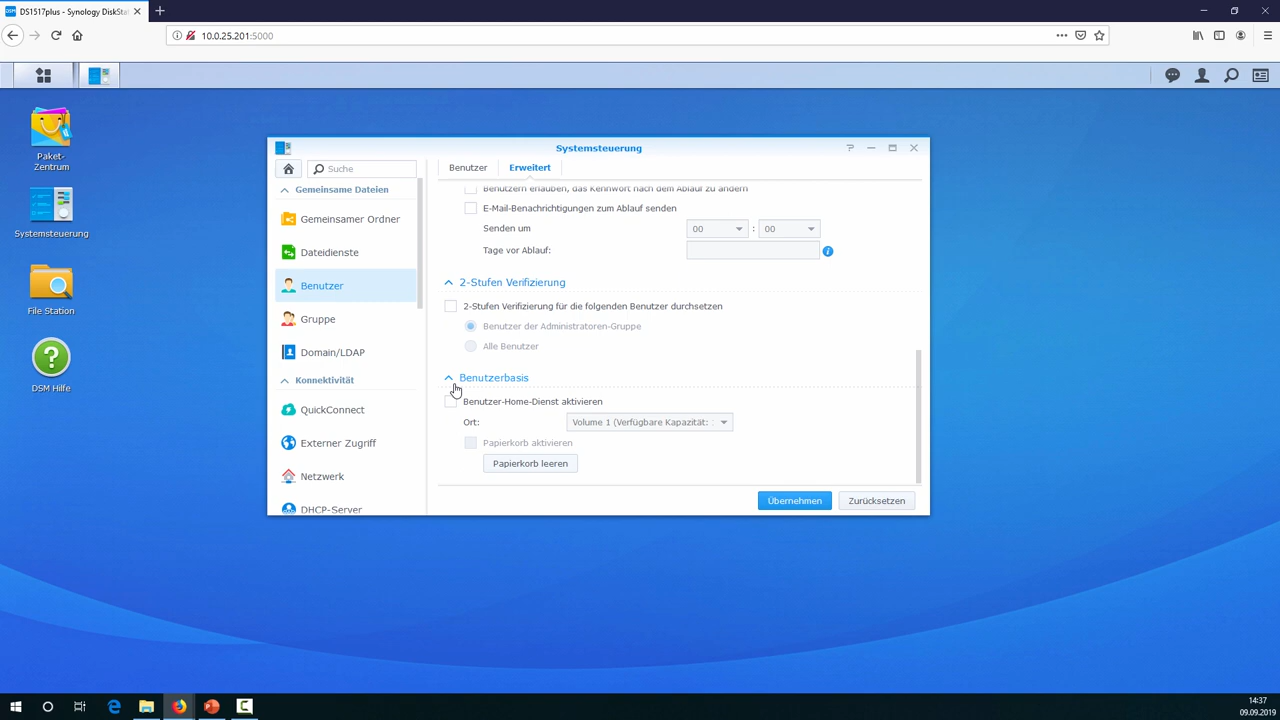 DS1517plus - Synology DiskSta
10.0.25.201:5000
Paket-
Zentrum
Systemsteuerung
File Station
DSM Hilfe
Systemsteuerung
Suche
Gemeinsame Dateien
Gemeinsamer Ordner
Dateidienste
Benutzer
Gruppe
Domain/LDAP
Konnektivität
QuickConnect
Externer Zugriff
Netzwerk
DHCP-Server
Benutzer
Erweitert
Benutzern erlauben, das Kennwort nach dem Ablauf zu ändern
E-Mail-Benachrichtigungen zum Ablauf senden
Senden um 00 : 00
Tage vor Ablauf:
2-Stufen Verifizierung
2-Stufen Verifizierung für die folgenden Benutzer durchsetzen
Benutzer der Administratoren-Gruppe
Alle Benutzer
Benutzerbasis
Benutzer-Home-Dienst aktivieren
Ort: Volume 1 (Verfügbare Kapazität:
Papierkorb aktivieren
Papierkorb leeren
Übernehmen
Zurücksetzen
14:37
09.09.2019